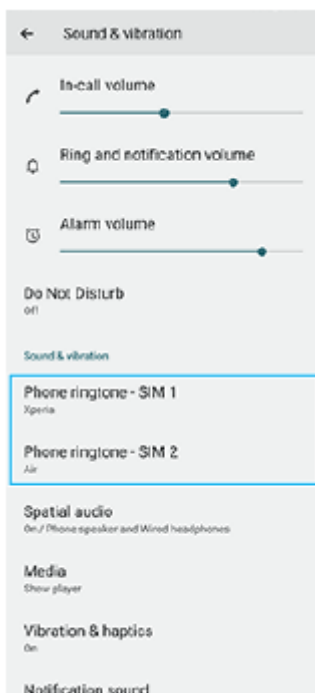 Sound & vibration
In-call volume
Ring and notification volume
Alarm volume
Do Not Disturb
Off
Sound & vibration
Phone ringtone - SIM 1
Xperia
Phone ringtone - SIM 2
Air
Spatial audio
On / Phone speaker and Wired headphones
Media
Show player
Vibration & haptics
On
Notification sound